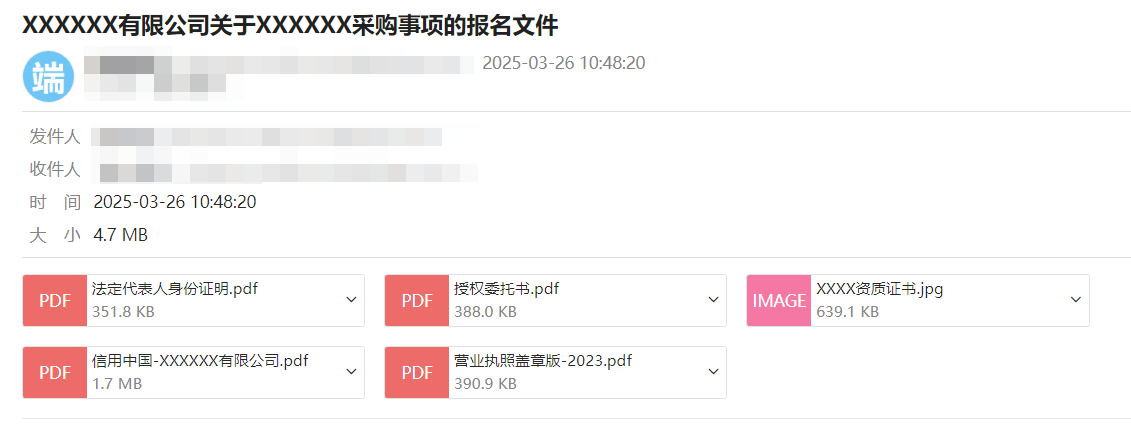 XXXXXX有限公司关于XXXXXX采购事项的报名文件
端
2025-03-26 10:48:20
发件人
收件人
时 间 2025-03-26 10:48:20
大 小 4.7 MB
PDF 法定代表人身份证明.pdf
351.8 KB
PDF 授权委托书.pdf
388.0 KB
IMAGE XXXX资质证书.jpg
639.1 KB
PDF 信用中国-XXXXXX有限公司.pdf
1.7 MB
PDF 营业执照盖章版-2023.pdf
390.9 KB